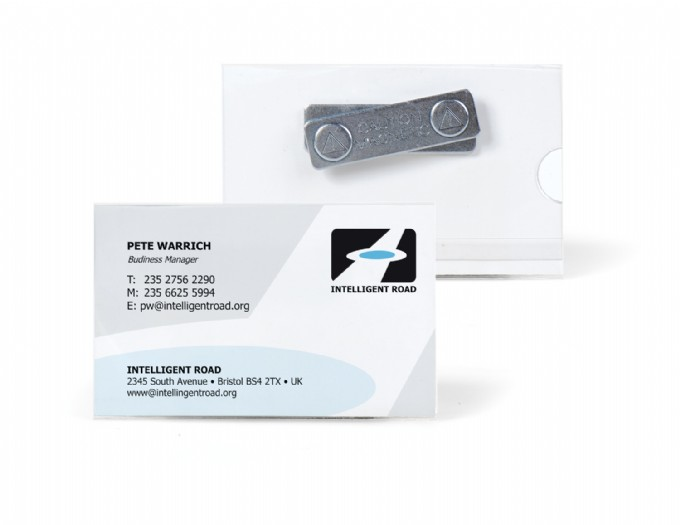 PETE WARRICH
Budiness Manager
T: 235 2756 2290
M: 235 6625 5994
E: pw@intelligentroad.org
INTELLIGENT ROAD
INTELLIGENT ROAD
2345 South Avenue • Bristol BS4 2TX • UK
www@intellingentroad.org